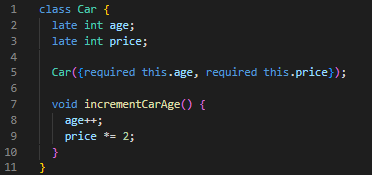 1 class Car {
2   late int age;
3   late int price;
4
5   Car({required this.age, required this.price});
6
7   void incrementCarAge() {
8     age++;
9     price *= 2;
10   }
11 }